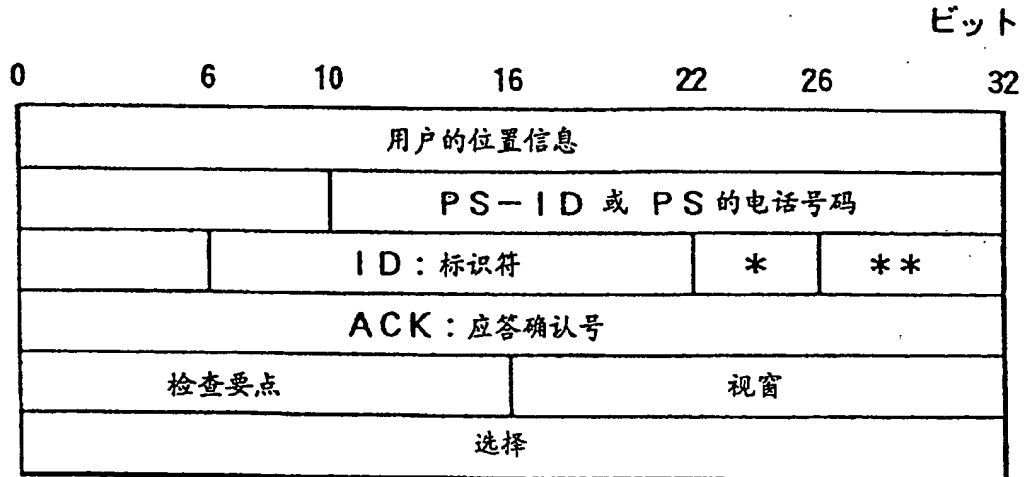 ビット
0 6 10 16 22 26 32
用户的位置信息
PS-ID 或 PS 的电话号码
ID：标识符 * **
ACK：应答确认号
检查要点 视窗
选择